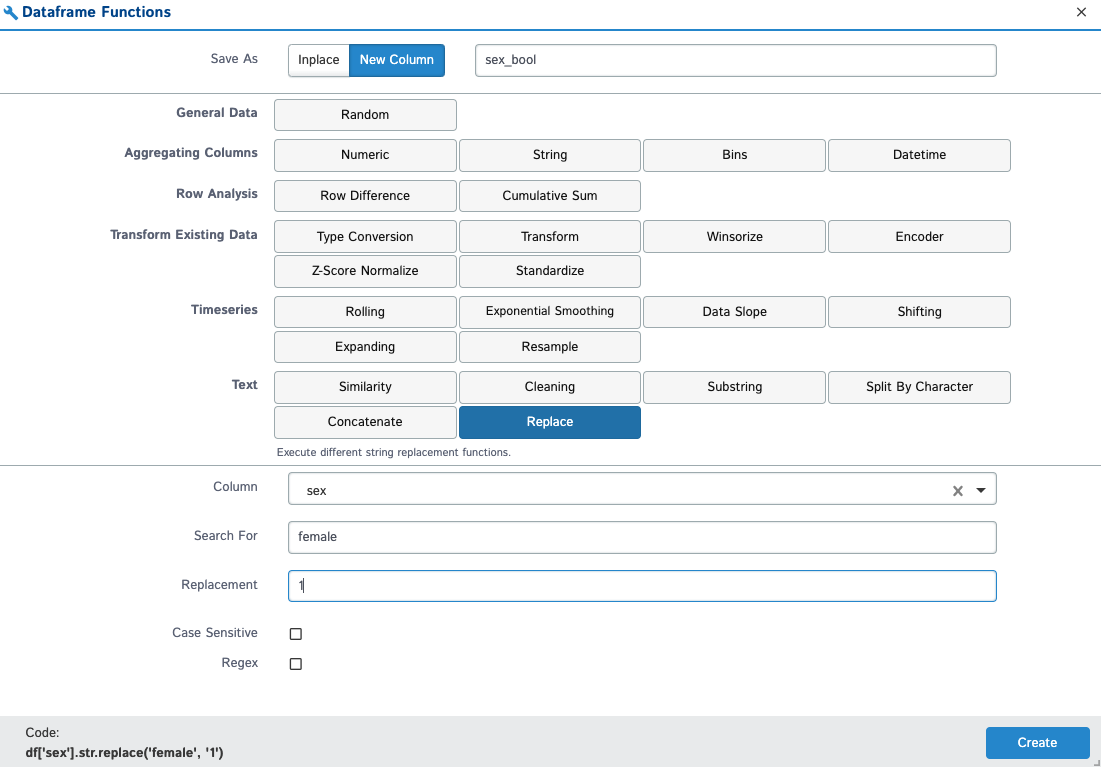 Dataframe Functions
Save As Inplace New Column sex_bool
General Data Random
Aggregating Columns Numeric String Bins Datetime
Row Analysis Row Difference Cumulative Sum
Transform Existing Data Type Conversion Transform Winsorize Encoder
Z-Score Normalize Standardize
Timeseries Rolling Exponential Smoothing Data Slope Shifting
Expanding Resample
Text Similarity Cleaning Substring Split By Character
Concatenate Replace
Execute different string replacement functions.
Column sex
Search For female
Replacement 1
Case Sensitive
Regex
Code:
df['sex'].str.replace('female', '1')
Create